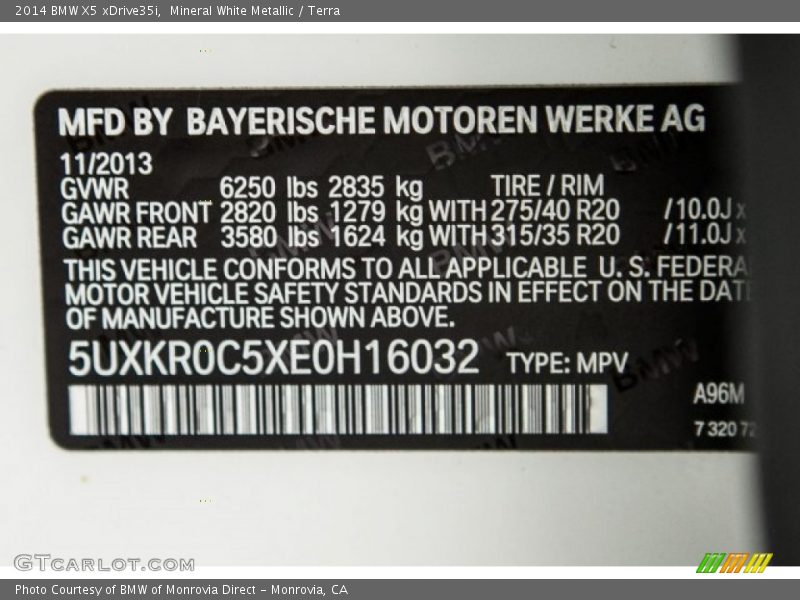 2014 BMW X5 xDrive35i, Mineral White Metallic / Terra
MFD BY BAYERISCHE MOTOREN WERKE AG
11/2013
GVWR 6250 lbs 2835 kg TIRE / RIM
GAWR FRONT 2820 lbs 1279 kg WITH 275/40 R20 /10.0J x
GAWR REAR 3580 lbs 1624 kg WITH 315/35 R20 /11.0J x
THIS VEHICLE CONFORMS TO ALL APPLICABLE U. S. FEDERA
MOTOR VEHICLE SAFETY STANDARDS IN EFFECT ON THE DATE
OF MANUFACTURE SHOWN ABOVE.
5UXKR0C5XE0H16032 TYPE: MPV
A96M
7 320 72
GTCARLOT.COM
Photo Courtesy of BMW of Monrovia Direct - Monrovia, CA